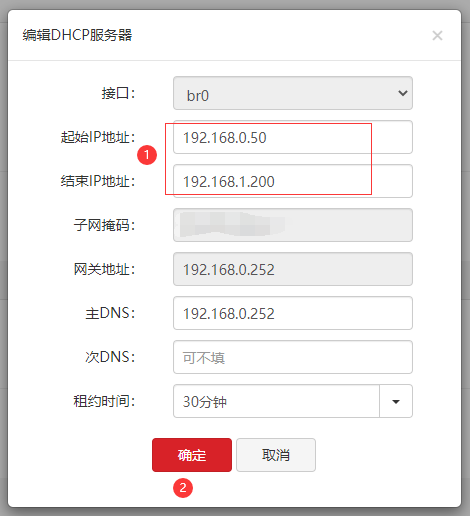 编辑DHCP服务器 ×
接口: br0
起始IP地址: 192.168.0.50
1
结束IP地址: 192.168.1.200
子网掩码:
网关地址: 192.168.0.252
主DNS: 192.168.0.252
次DNS: 可不填
租约时间: 30分钟
确定 取消
2